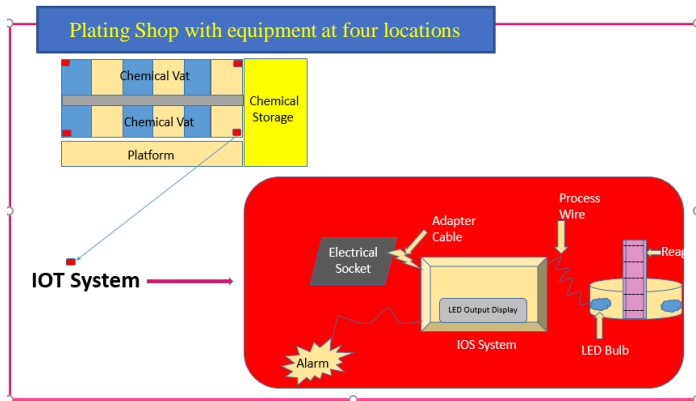 Plating Shop with equipment at four locations
Chemical Vat
Chemical Vat
Chemical
Storage
Platform
IOT System
Electrical
Socket
Adapter
Cable
Process
Wire
Reag
LED Output Display
IOS System
LED Bulb
Alarm